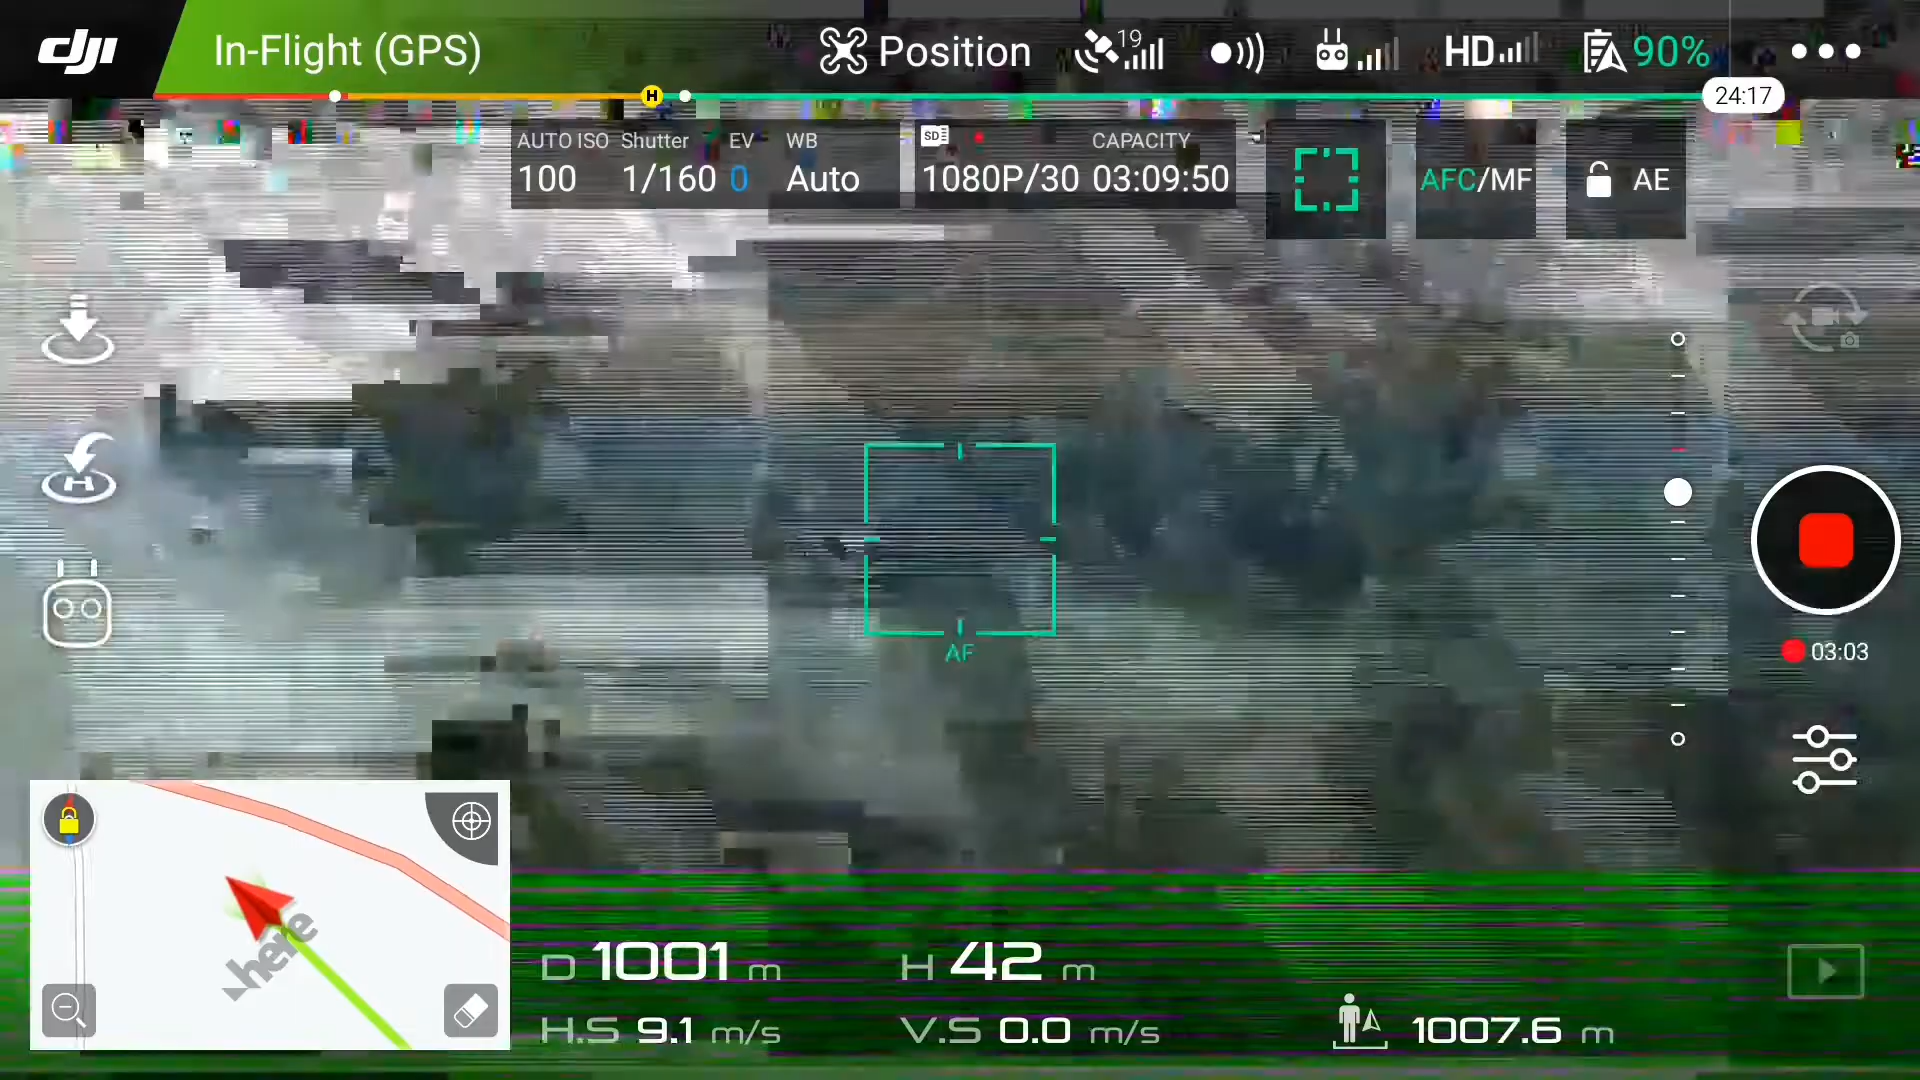 dji In-Flight (GPS) Position 19 HD 90%
H 24:17
AUTO ISO Shutter EV WB SD CAPACITY
100 1/160 0 Auto 1080P/30 03:09:50 AFC/MF AE
H
AF
03:03
here
D 1001 m H 42 m
H.S 9.1 m/s V.S 0.0 m/s 1007.6 m